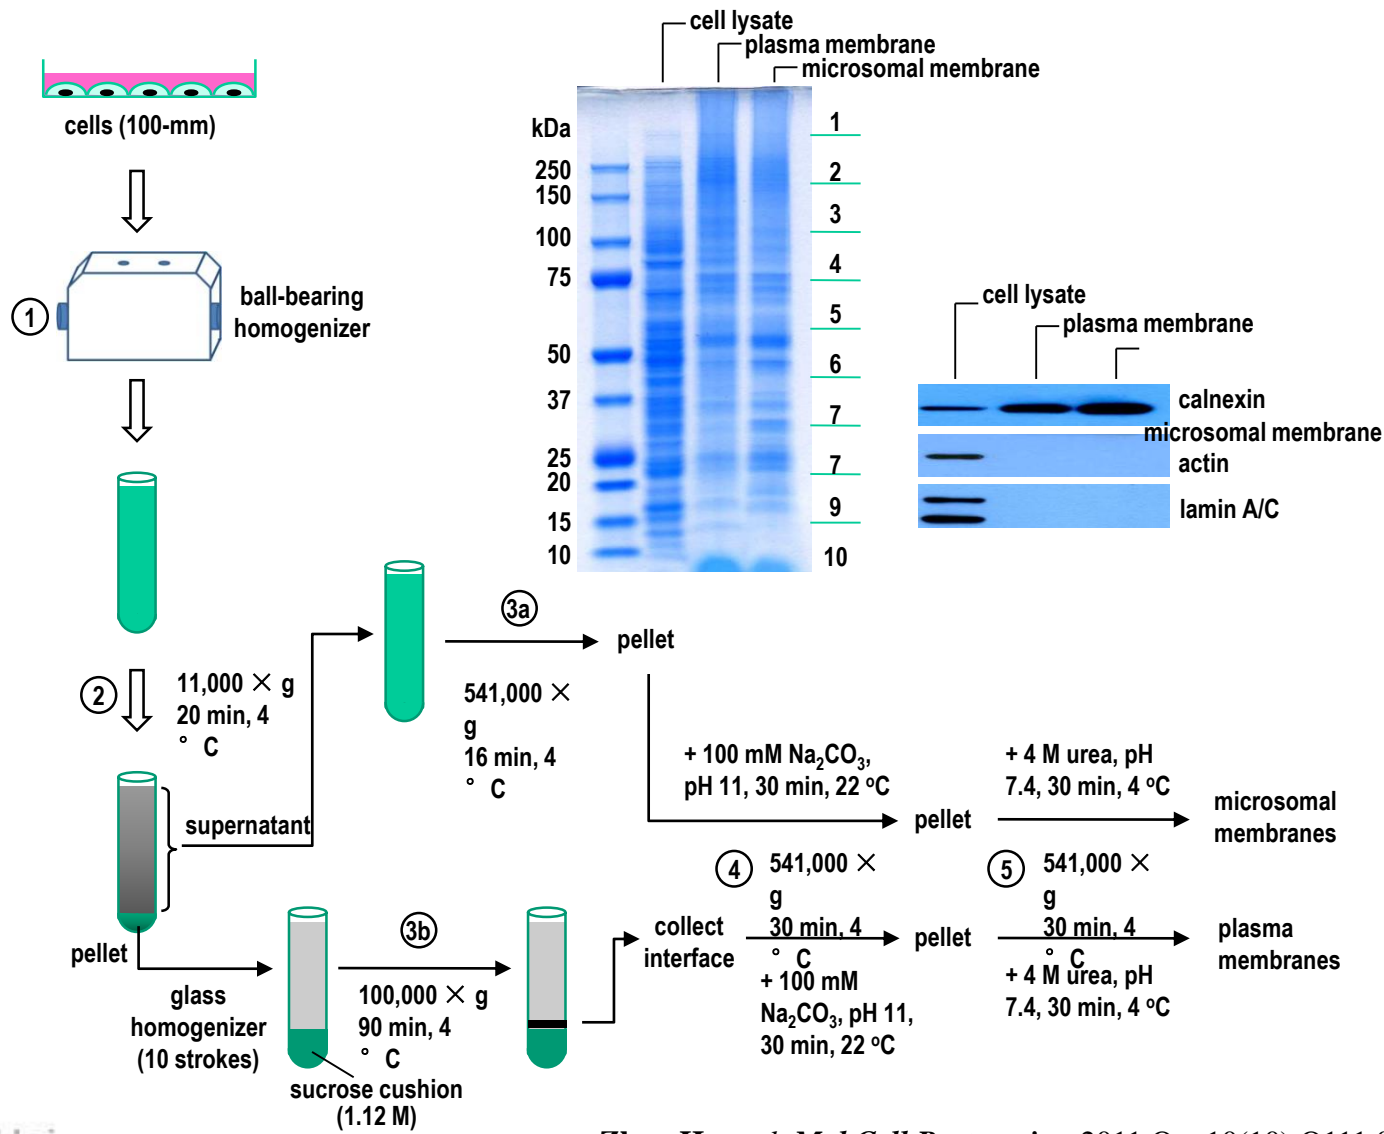 cell lysate
plasma membrane
microsomal membrane
cells (100-mm)
kDa
250
150
100
75
50
37
25
20
15
10
1
2
3
4
5
6
7
7
9
10
1
ball-bearing
homogenizer
cell lysate
plasma membrane
calnexin
microsomal membrane
actin
lamin A/C
2
11,000 × g
20 min, 4
° C
3a
541,000 ×
g
16 min, 4
° C
pellet
+ 100 mM Na₂CO₃,
pH 11, 30 min, 22 ºC
pellet
+ 4 M urea, pH
7.4, 30 min, 4 ºC
microsomal
membranes
supernatant
pellet
glass
homogenizer
(10 strokes)
3b
100,000 × g
90 min, 4
° C
sucrose cushion
(1.12 M)
collect
interface
4
541,000 ×
g
30 min, 4
° C
+ 100 mM
Na₂CO₃, pH 11,
30 min, 22 ºC
pellet
5
541,000 ×
g
30 min, 4
° C
+ 4 M urea, pH
7.4, 30 min, 4 ºC
plasma
membranes